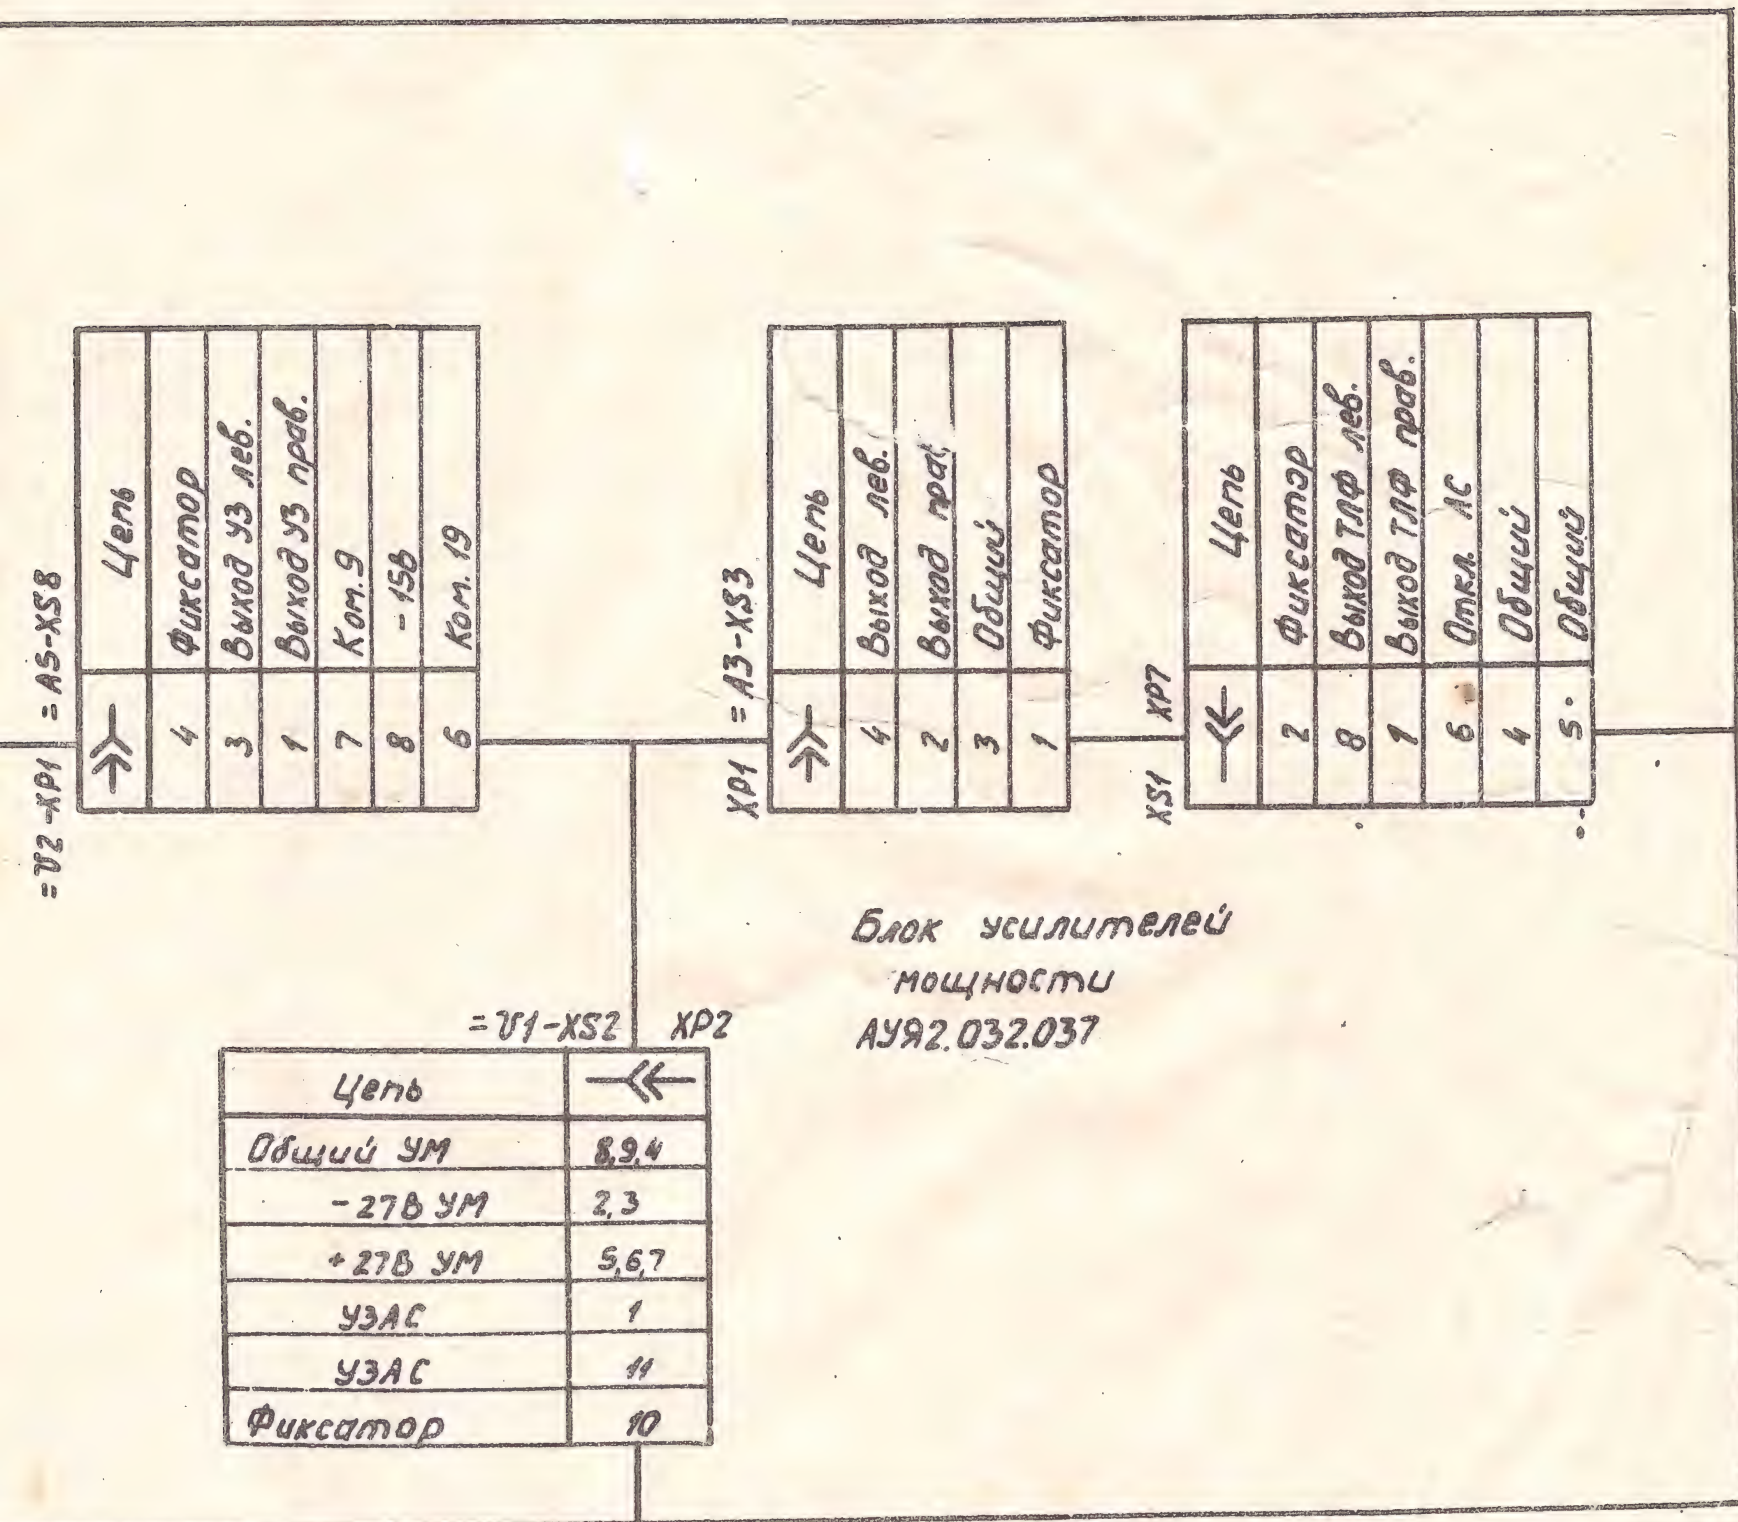 =U2-XP1 =A5-XS8
Цепь
4 Фиксатор
3 Выход УЗ лев.
1 Выход УЗ прав.
7 Ком.9
8 -15В
6 Ком.19
XP1 =A3-XS3
Цепь
4 Выход лев.
2 Выход
3 Общий
1 Фиксатор
XS1 XP7
Цепь
2 Фиксатор
8 Выход ТЛФ лев.
1 Выход ТЛФ прав.
6 Откл. АС
4 Общий
5 Общий
Блок усилителей
мощности
АУЯ2.032.037
=U1-XS2 XP2
Цепь
Общий УМ 8,9,4
-27В УМ 2,3
+27В УМ 5,6,7
УЗАС 1
УЗАС 11
Фиксатор 10